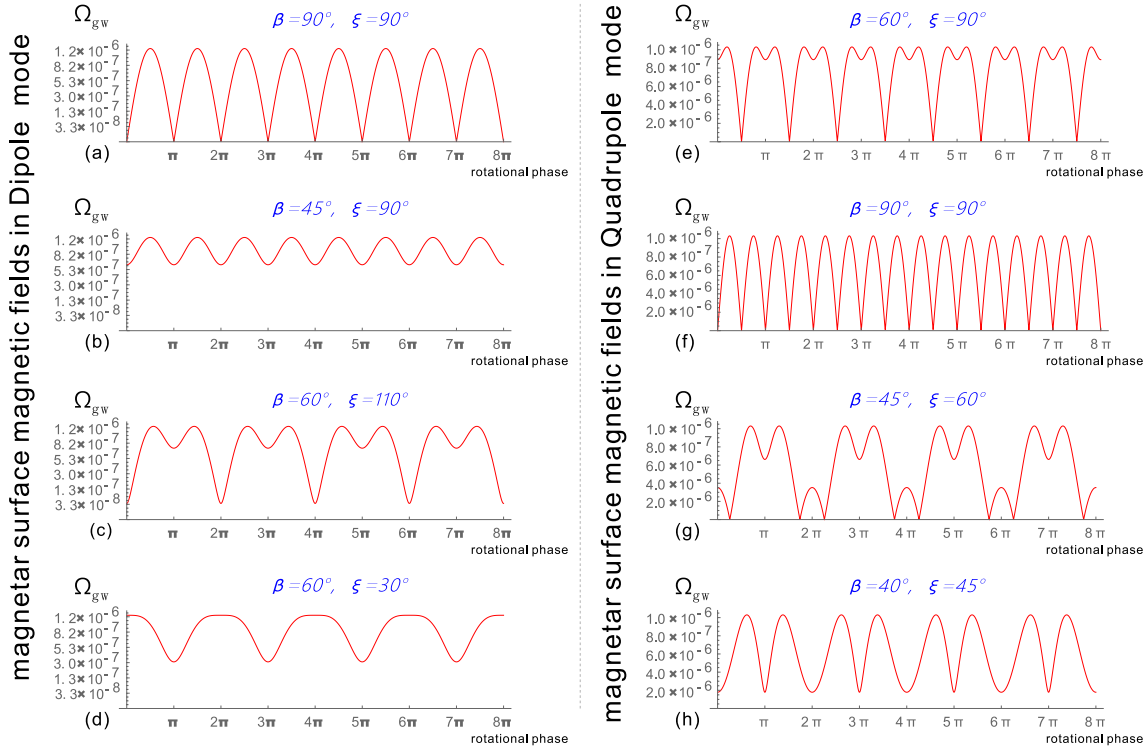 magnetar surface magnetic fields in Dipole mode
Ω_gw
β=90°, ξ=90°
1.2×10^-6
8.2×10^-7
5.3×10^-7
3.0×10^-7
1.3×10^-7
3.3×10^-8
(a)
π 2π 3π 4π 5π 6π 7π 8π
rotational phase
Ω_gw
β=45°, ξ=90°
1.2×10^-6
8.2×10^-7
5.3×10^-7
3.0×10^-7
1.3×10^-7
3.3×10^-8
(b)
π 2π 3π 4π 5π 6π 7π 8π
rotational phase
Ω_gw
β=60°, ξ=110°
1.2×10^-6
8.2×10^-7
5.3×10^-7
3.0×10^-7
1.3×10^-7
3.3×10^-8
(c)
π 2π 3π 4π 5π 6π 7π 8π
rotational phase
Ω_gw
β=60°, ξ=30°
1.2×10^-6
8.2×10^-7
5.3×10^-7
3.0×10^-7
1.3×10^-7
3.3×10^-8
(d)
π 2π 3π 4π 5π 6π 7π 8π
rotational phase
magnetar surface magnetic fields in Quadrupole mode
Ω_gw
β=60°, ξ=90°
1.0×10^-6
8.0×10^-7
6.0×10^-6
4.0×10^-6
2.0×10^-6
(e)
π 2π 3π 4π 5π 6π 7π 8π
rotational phase
Ω_gw
β=90°, ξ=90°
1.0×10^-6
8.0×10^-7
6.0×10^-6
4.0×10^-6
2.0×10^-6
(f)
π 2π 3π 4π 5π 6π 7π 8π
rotational phase
Ω_gw
β=45°, ξ=60°
1.0×10^-6
8.0×10^-7
6.0×10^-6
4.0×10^-6
2.0×10^-6
(g)
π 2π 3π 4π 5π 6π 7π 8π
rotational phase
Ω_gw
β=40°, ξ=45°
1.0×10^-6
8.0×10^-7
6.0×10^-6
4.0×10^-6
2.0×10^-6
(h)
π 2π 3π 4π 5π 6π 7π 8π
rotational phase